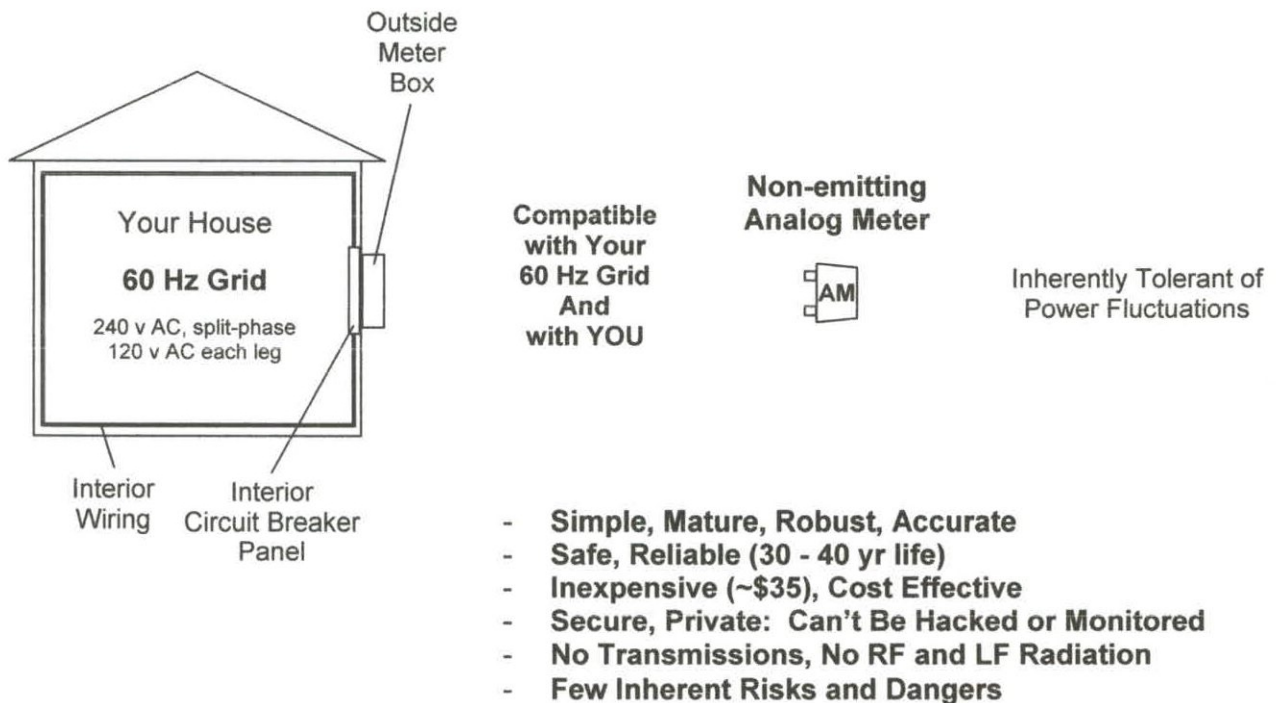 Outside
Meter
Box
Your House
60 Hz Grid
240 v AC, split-phase
120 v AC each leg
Interior
Wiring
Interior
Circuit Breaker
Panel
Compatible
with Your
60 Hz Grid
And
with YOU
Non-emitting
Analog Meter
AM
Inherently Tolerant of
Power Fluctuations
- Simple, Mature, Robust, Accurate
- Safe, Reliable (30 - 40 yr life)
- Inexpensive (~$35), Cost Effective
- Secure, Private: Can't Be Hacked or Monitored
- No Transmissions, No RF and LF Radiation
- Few Inherent Risks and Dangers